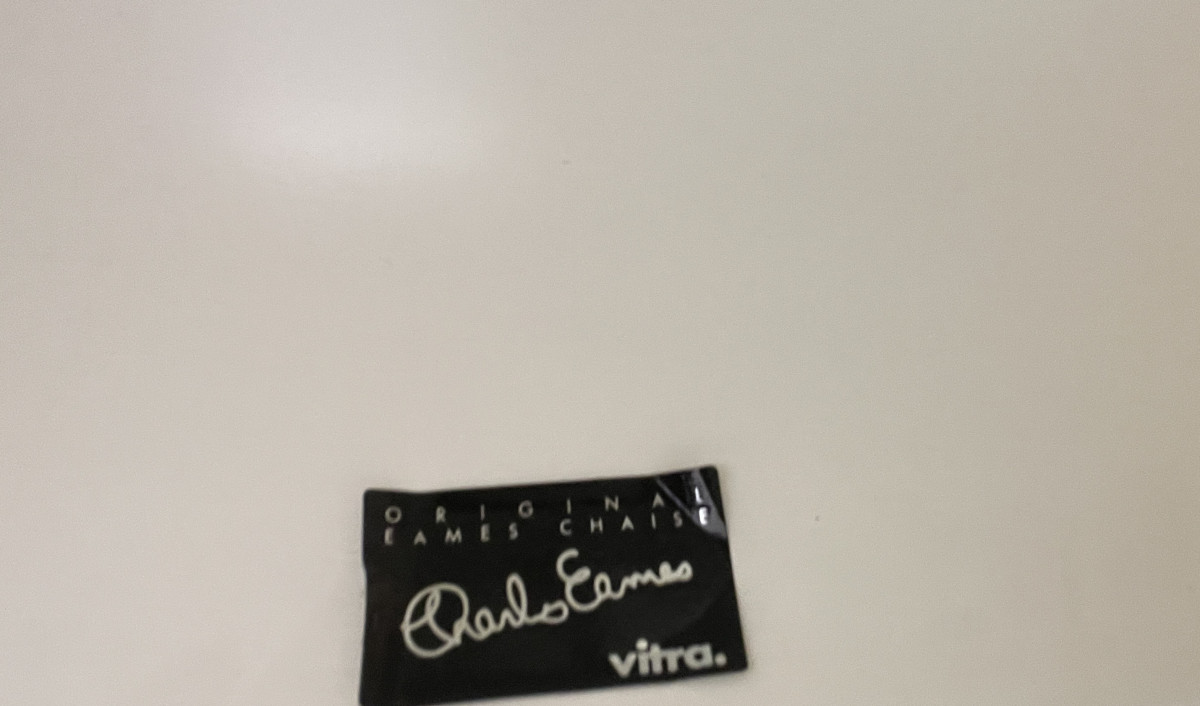 ORIGINAL
EAMES CHAISE
Charles Eames
vitra.